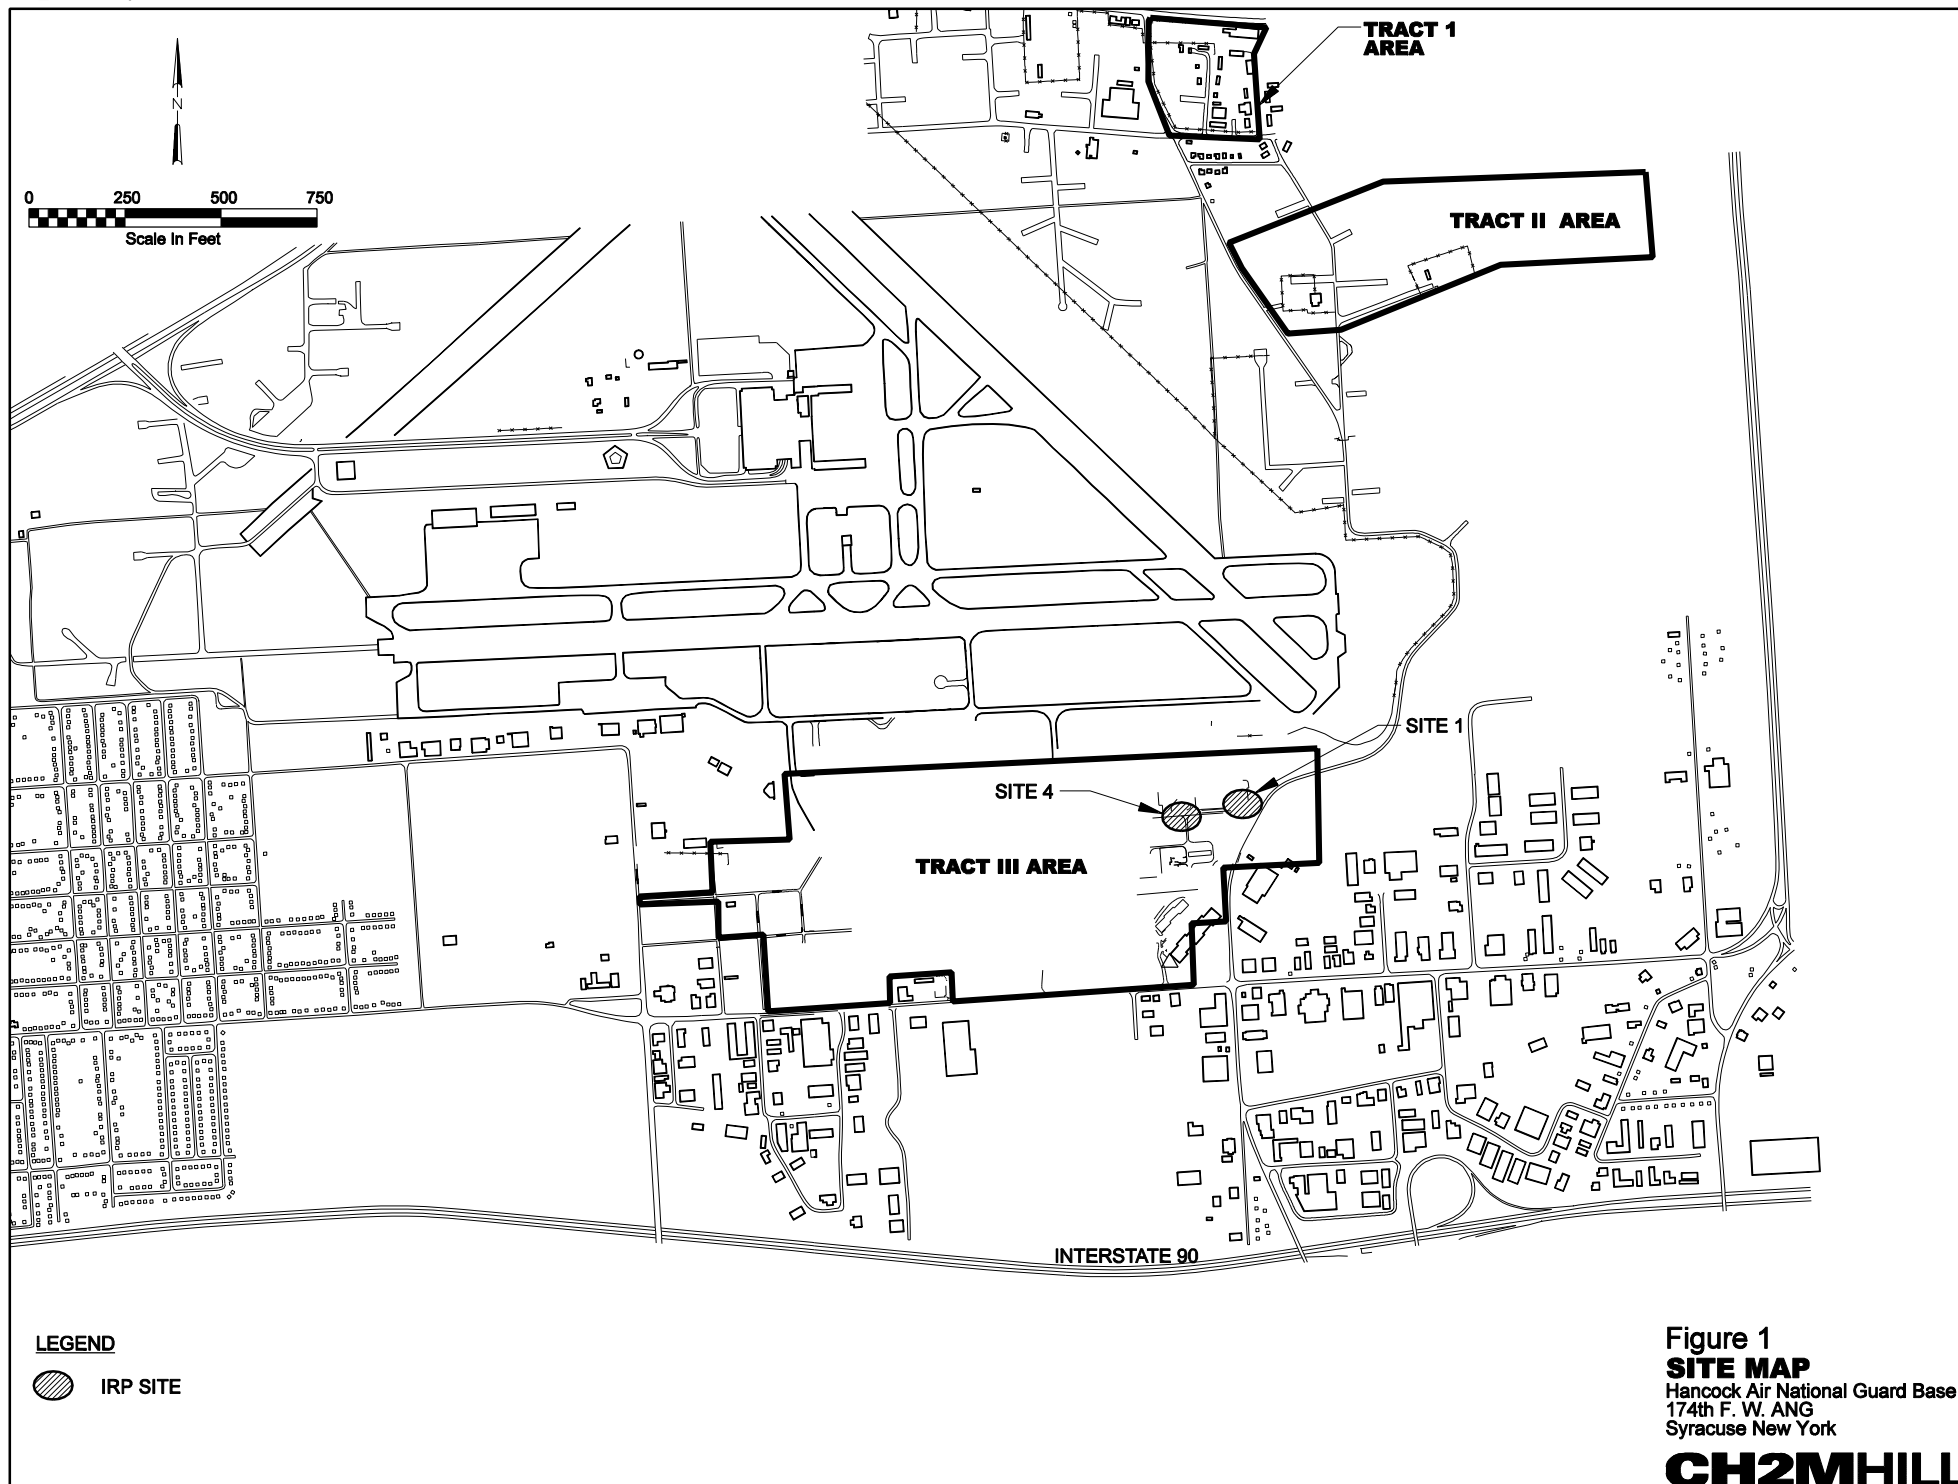 TRACT 1
AREA
N
0 250 500 750
Scale In Feet
TRACT II AREA
SITE 1
SITE 4
TRACT III AREA
INTERSTATE 90
LEGEND
IRP SITE
Figure 1
SITE MAP
Hancock Air National Guard Base
174th F. W. ANG
Syracuse New York
CH2MHILL